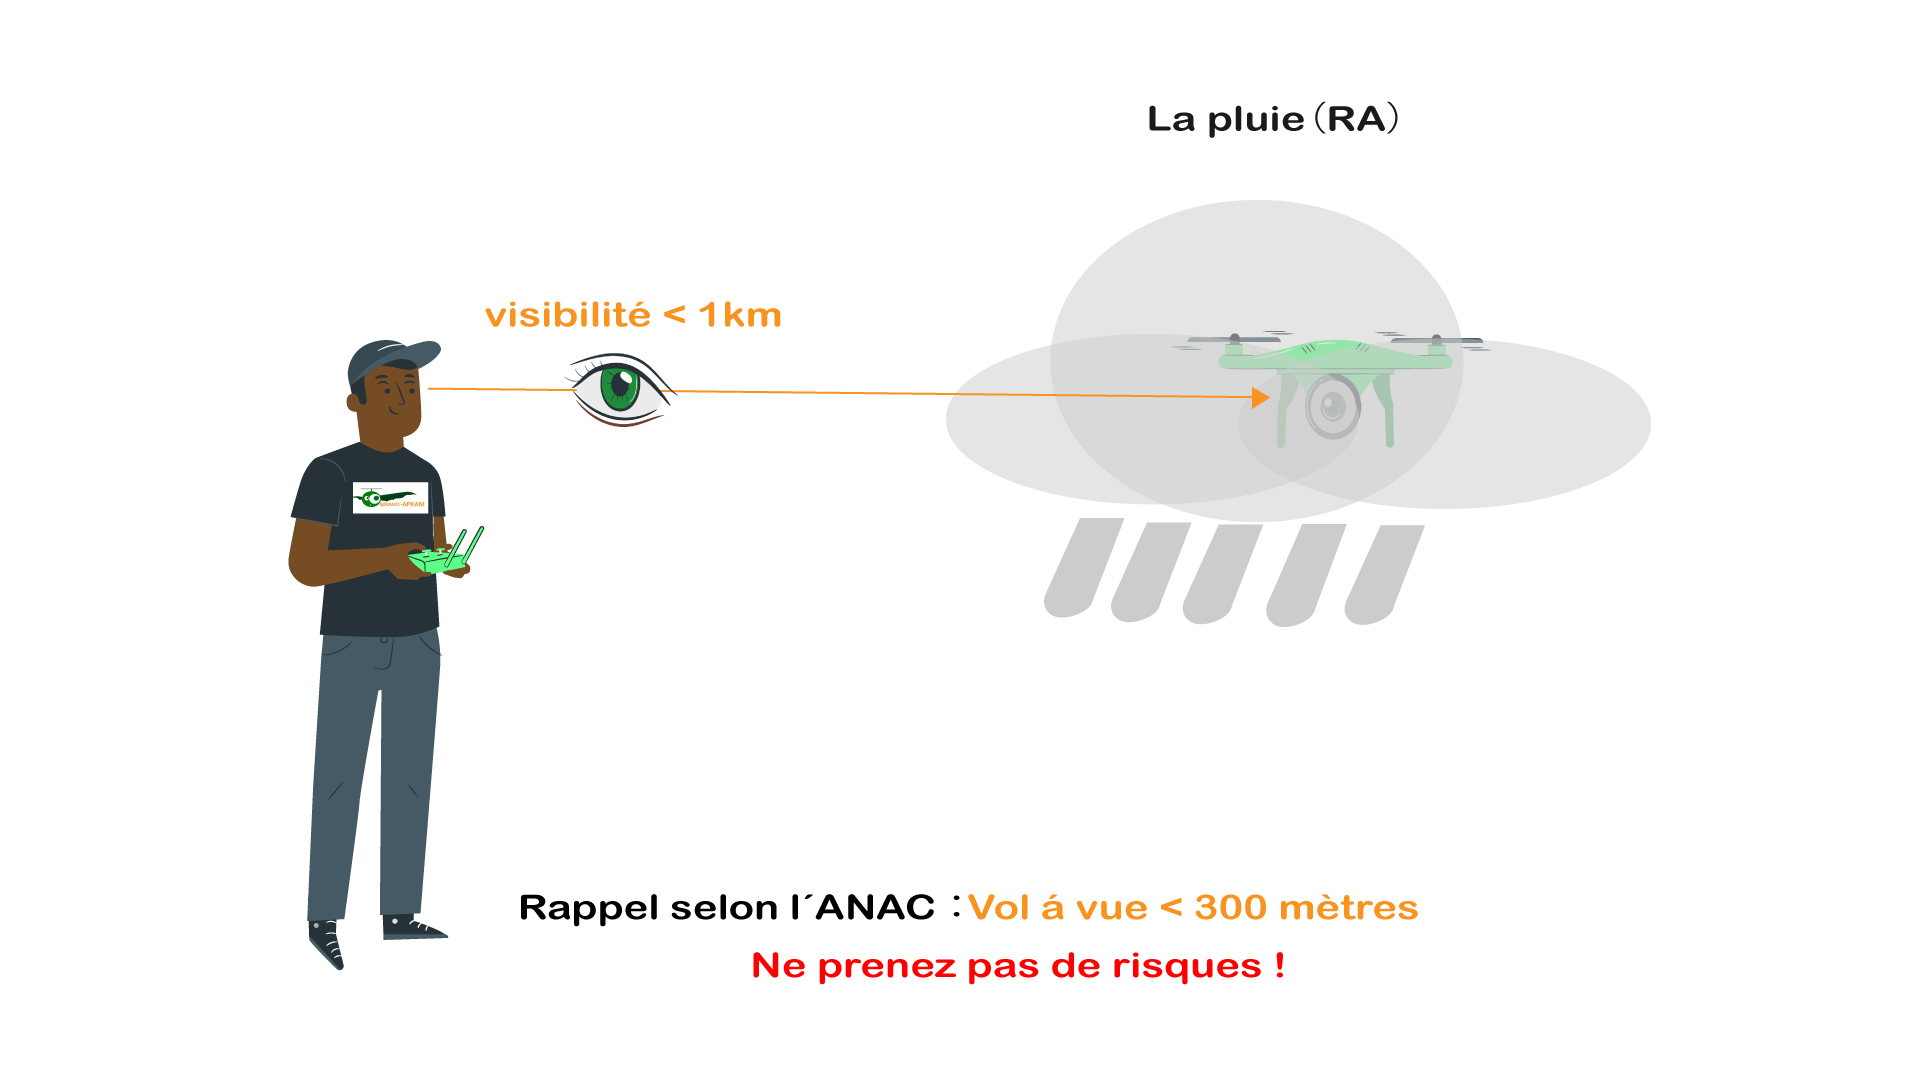 La pluie (RA)
visibilité < 1km
BRAVO-APKANI
Rappel selon l´ANAC : Vol á vue < 300 mètres
Ne prenez pas de risques !